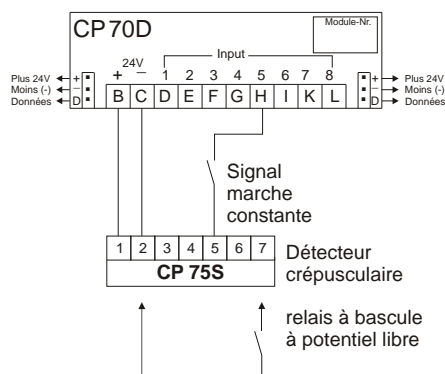 CP 70D
Module-Nr.
Input
24V
+ – 1 2 3 4 5 6 7 8
Plus 24V + B C D E F G H I K L + Plus 24V
Moins (-) – – Moins (-)
Données D D Données
Signal
marche
constante
1 2 3 4 5 6 7
CP 75S
Détecteur
crépusculaire
relais à bascule
à potentiel libre